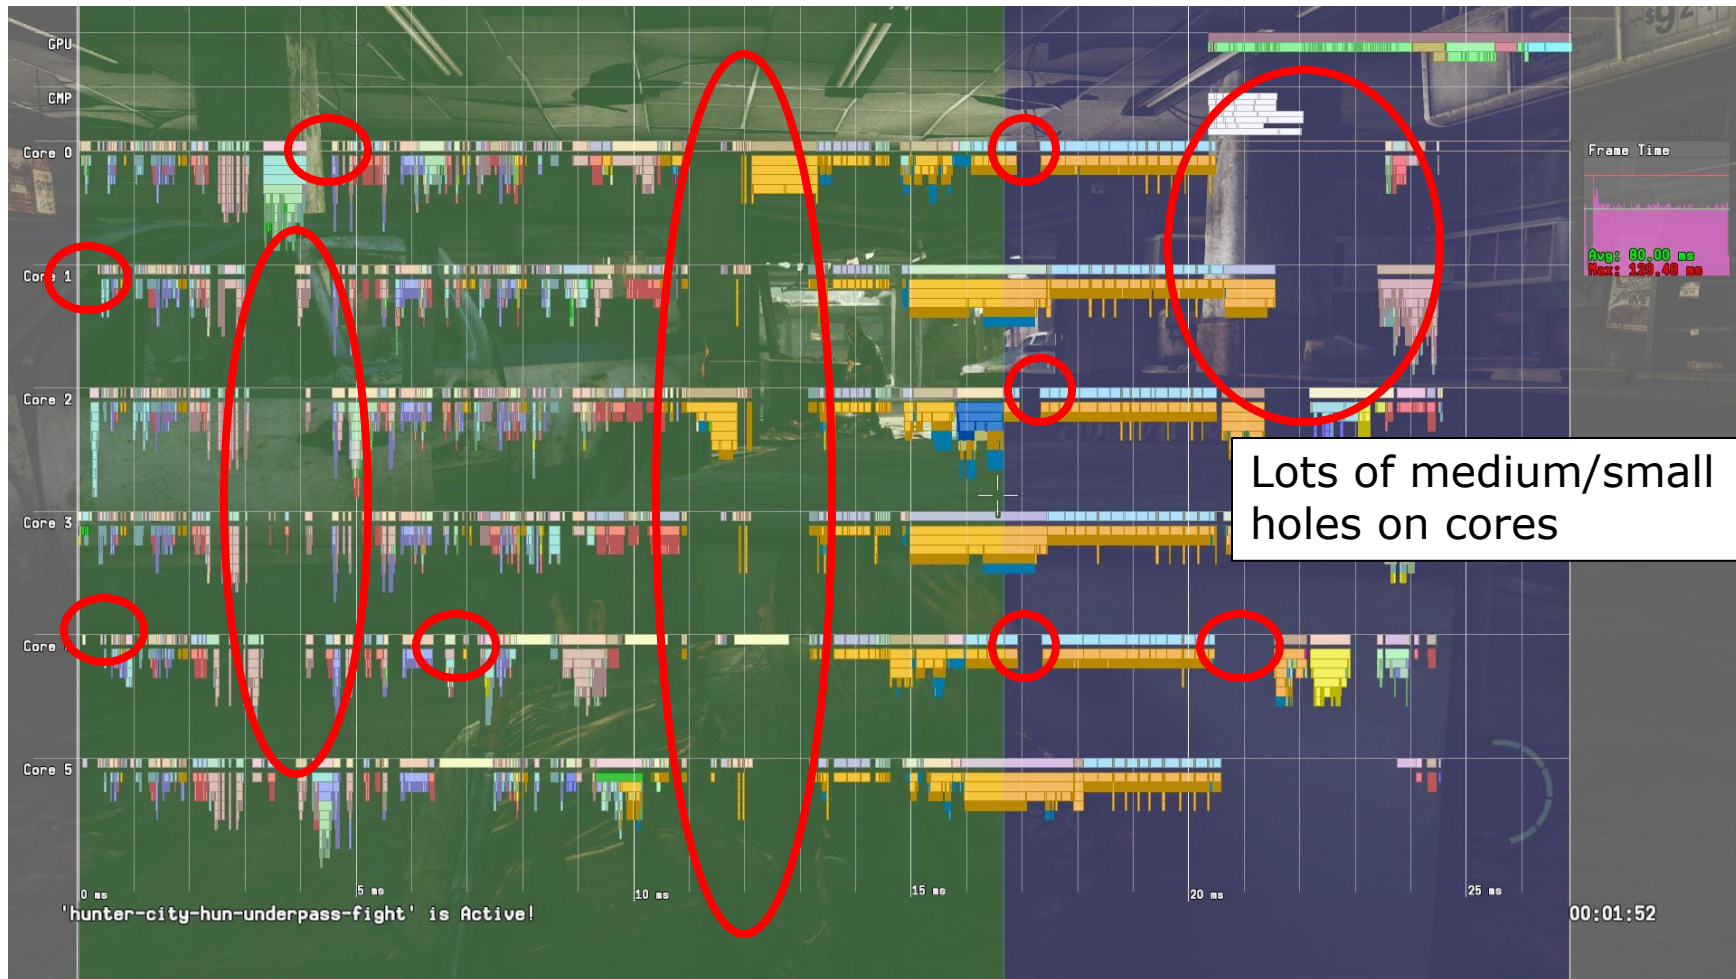 GPU
CMP
Core 0
Frame Time
Avg: 80.00 ms
Max: 120.48 ms
Core 1
Core 2
Lots of medium/small
holes on cores
Core 3
Core
Core 5
0 ms
5 ms
10 ms
15 ms
20 ms
25 ms
'hunter-city-hun-underpass-fight' is Active!
00:01:52